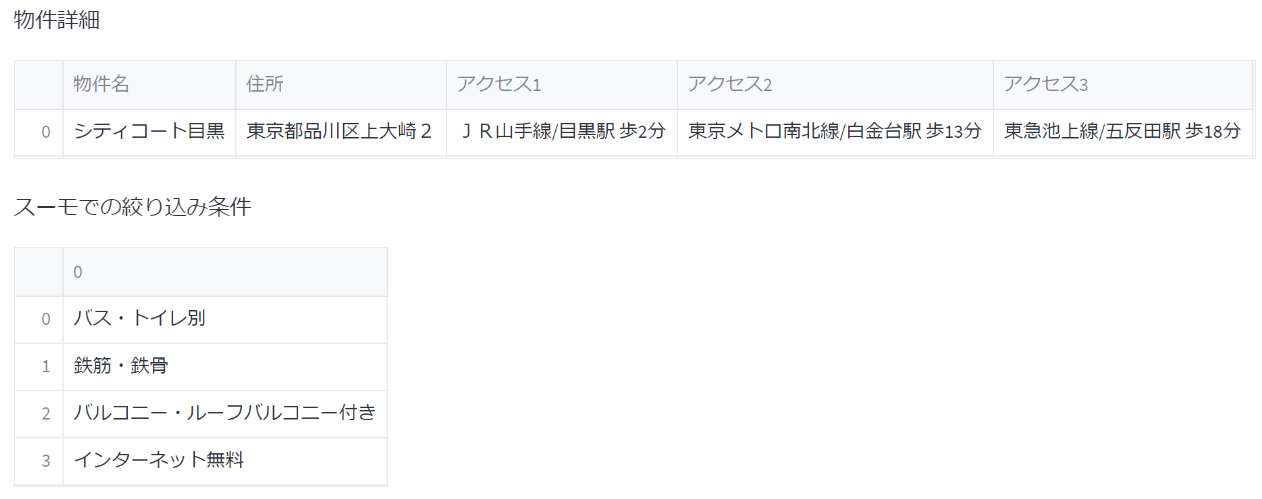 物件詳細
物件名 住所 アクセス1 アクセス2 アクセス3
0 シティコート目黒 東京都品川区上大崎２ ＪＲ山手線/目黒駅 歩2分 東京メトロ南北線/白金台駅 歩13分 東急池上線/五反田駅 歩18分
スーモでの絞り込み条件
0
0 バス・トイレ別
1 鉄筋・鉄骨
2 バルコニー・ルーフバルコニー付き
3 インターネット無料